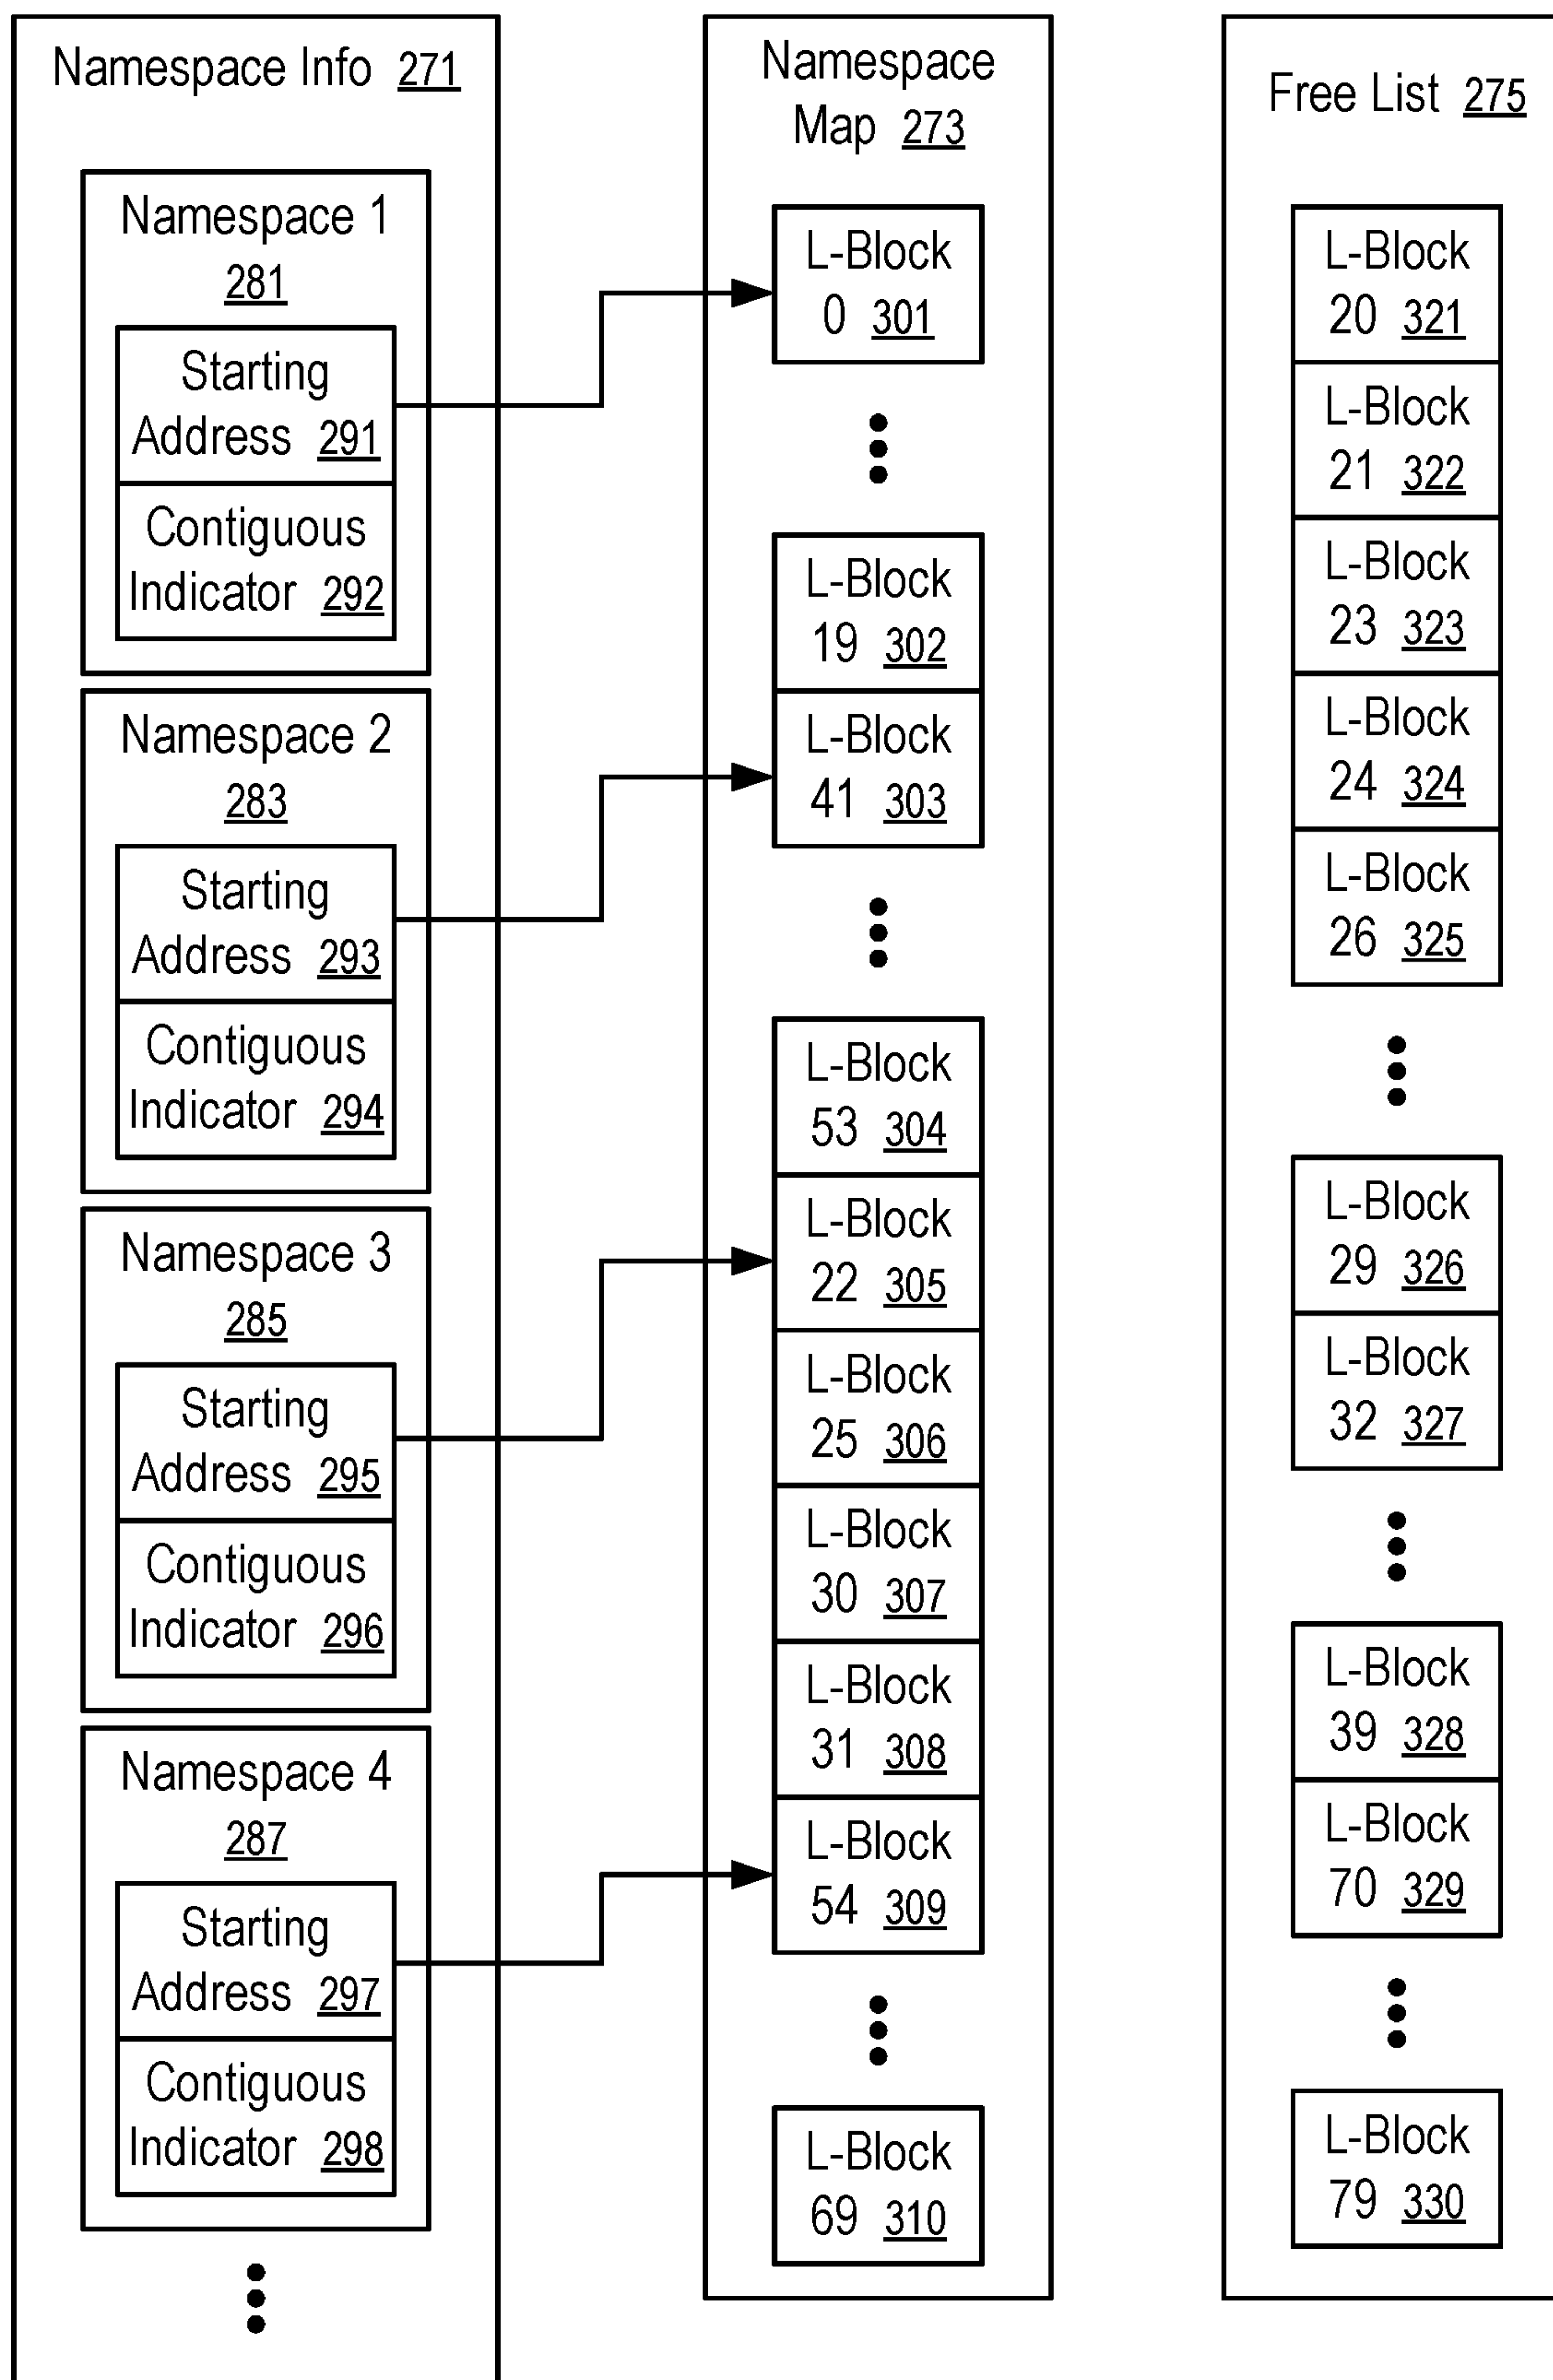 Namespace Info 271
Namespace 1
281
Starting
Address 291
Contiguous
Indicator 292
Namespace 2
283
Starting
Address 293
Contiguous
Indicator 294
Namespace 3
285
Starting
Address 295
Contiguous
Indicator 296
Namespace 4
287
Starting
Address 297
Contiguous
Indicator 298
Namespace
Map 273
L-Block
0 301
L-Block
19 302
L-Block
41 303
L-Block
53 304
L-Block
22 305
L-Block
25 306
L-Block
30 307
L-Block
31 308
L-Block
54 309
L-Block
69 310
Free List 275
L-Block
20 321
L-Block
21 322
L-Block
23 323
L-Block
24 324
L-Block
26 325
L-Block
29 326
L-Block
32 327
L-Block
39 328
L-Block
70 329
L-Block
79 330